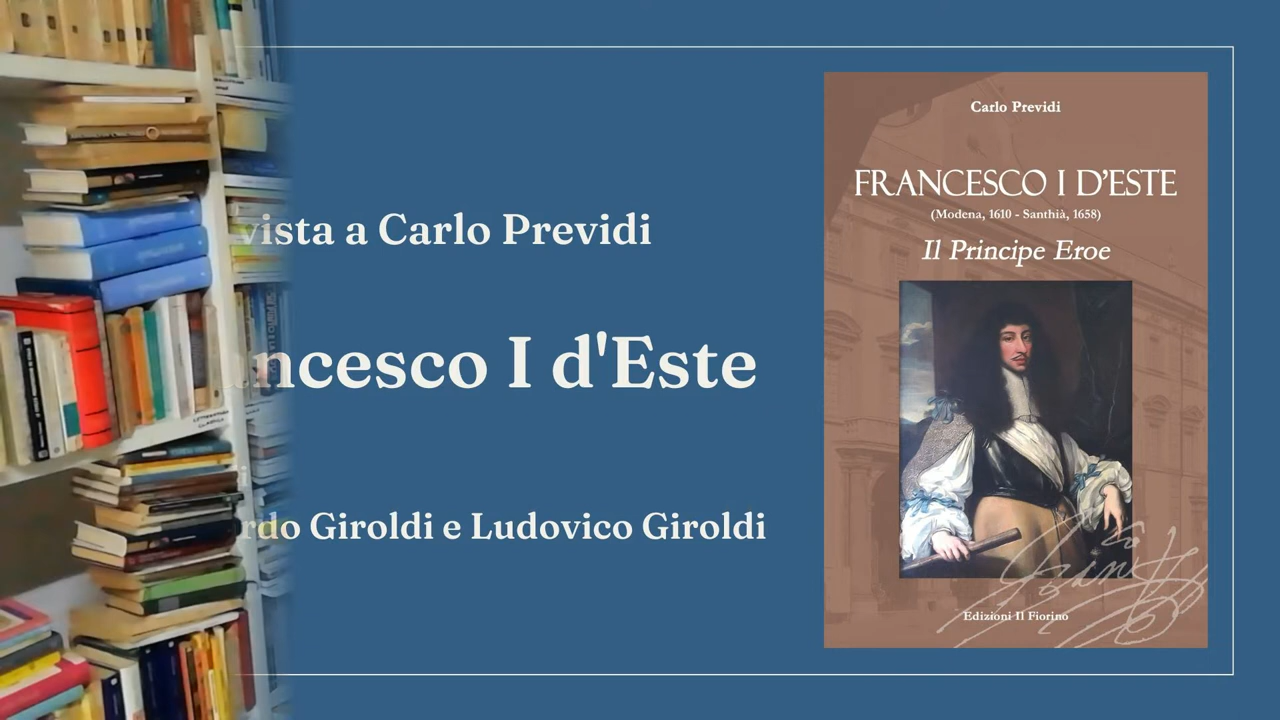 vista a Carlo Previdi
ncesco I d'Este
rdo Giroldi e Ludovico Giroldi
Carlo Previdi
FRANCESCO I D'ESTE
(Modena, 1610 - Santhià, 1658)
Il Principe Eroe
Edizioni Il Fiorino